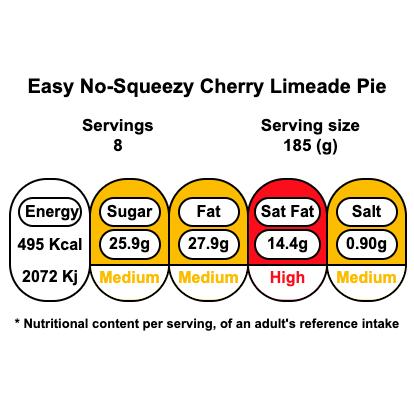 Easy No-Squeezy Cherry Limeade Pie
Servings Serving size
8 185 (g)
Energy Sugar Fat Sat Fat Salt
495 Kcal 25.9g 27.9g 14.4g 0.90g
2072 Kj Medium Medium High Medium
* Nutritional content per serving, of an adult's reference intake